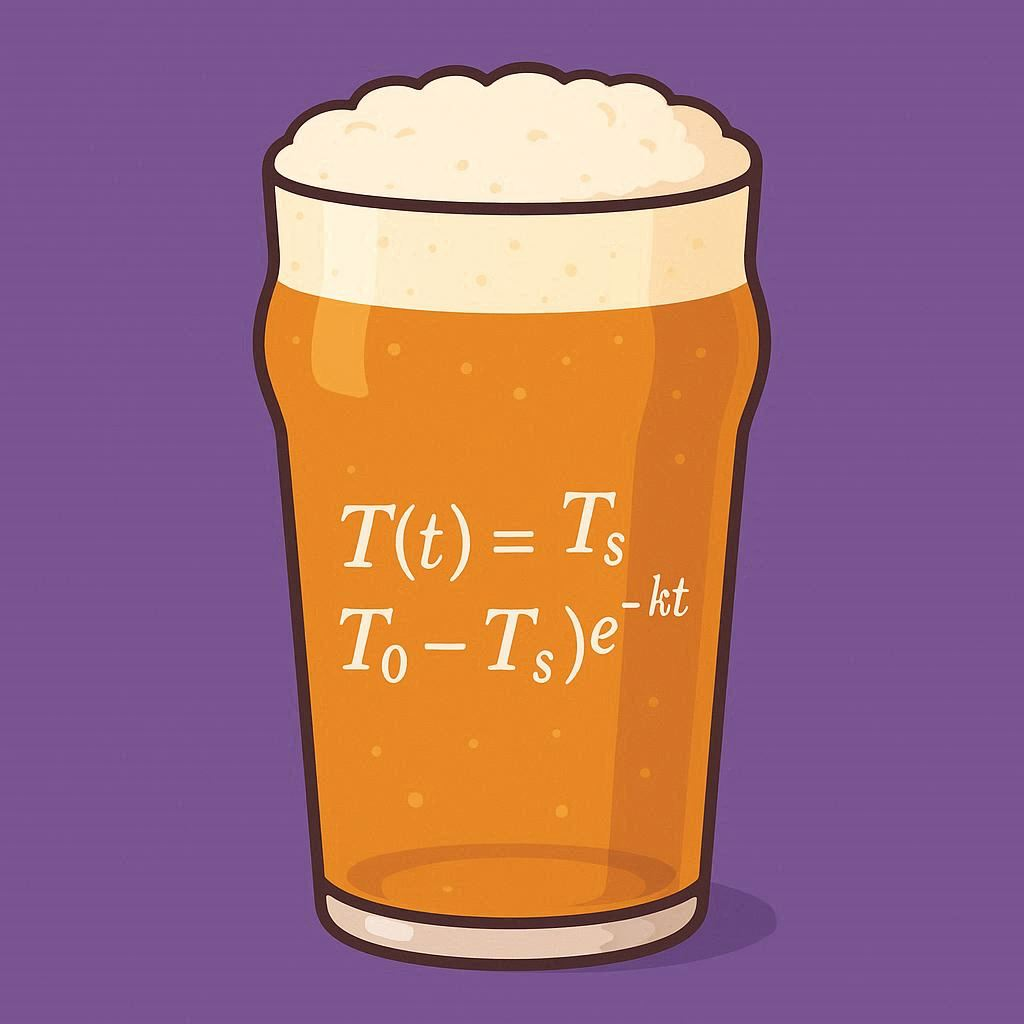 T(t) = Tₛ
T₀ − Tₛ)e^−kt